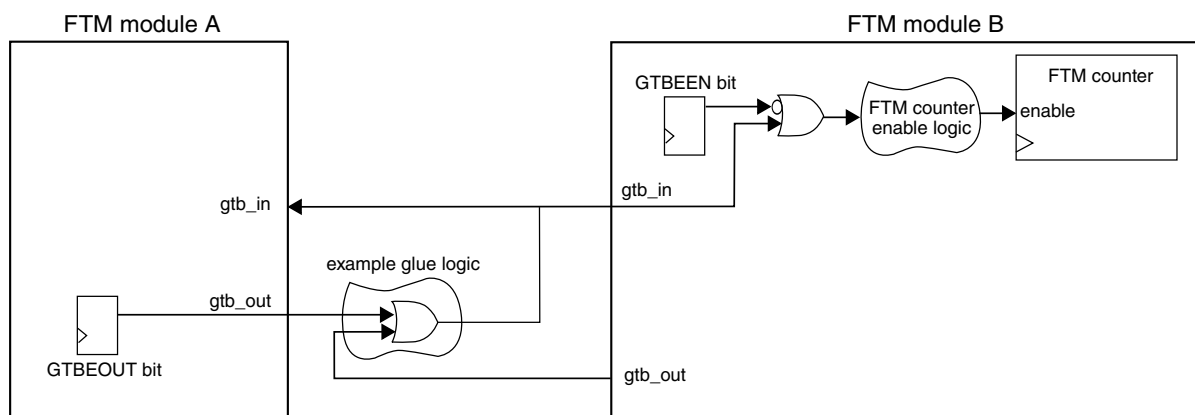 FTM module A
FTM module B
GTBEEN bit
FTM counter
enable logic
FTM counter
enable
gtb_in
gtb_in
example glue logic
gtb_out
GTBEOUT bit
gtb_out